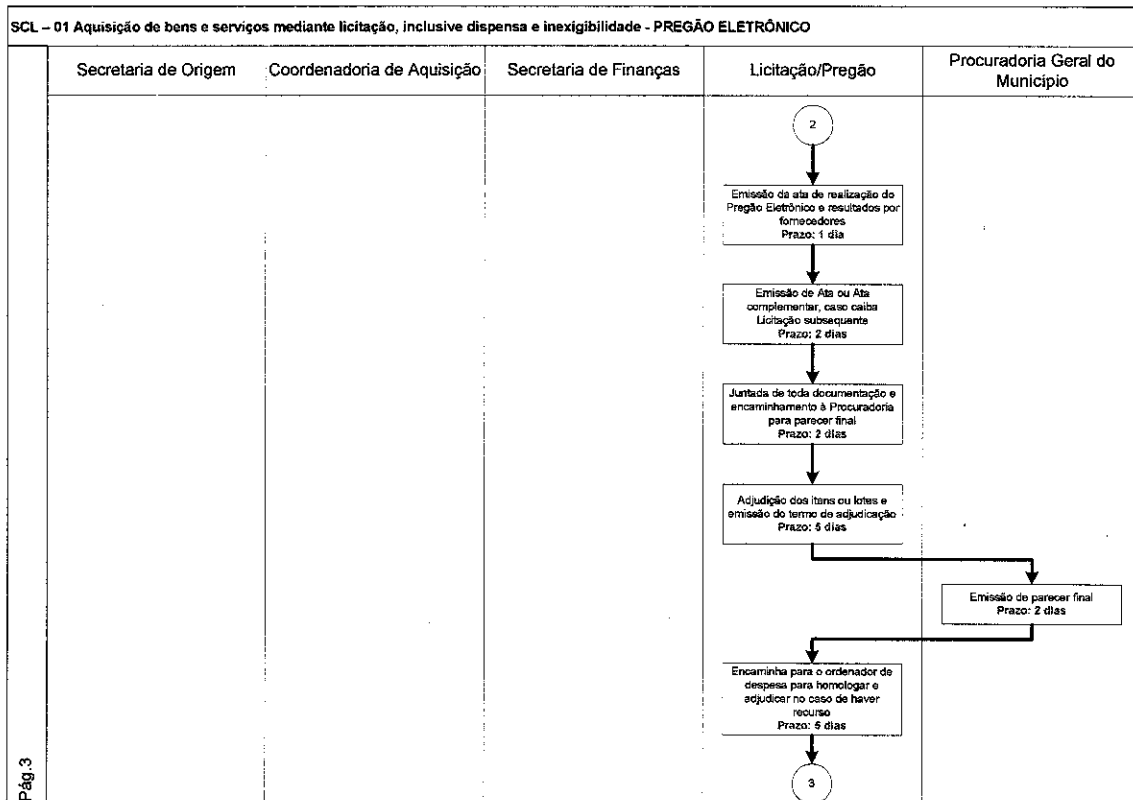 SCL – 01 Aquisição de bens e serviços mediante licitação, inclusive dispensa e inexigibilidade - PREGÃO ELETRÔNICO
Secretaria de Origem
Coordenadoria de Aquisição
Secretaria de Finanças
Licitação/Pregão
Procuradoria Geral do
Município
2
Emissão da ata de realização do
Pregão Eletrônico e resultados por
fornecedores
Prazo: 1 dia
Emissão de Ata ou Ata
complementar, caso caiba
Licitação subsequente
Prazo: 2 dias
Juntada de toda documentação e
encaminhamento à Procuradoria
para parecer final
Prazo: 2 dias
Adjudição dos itens ou lotes e
emissão do termo de adjudicação
Prazo: 5 dias
Emissão de parecer final
Prazo: 2 dias
Encaminha para o ordenador de
despesa para homologar e
adjudicar no caso de haver
recurso
Prazo: 5 dias
3
Pág.3